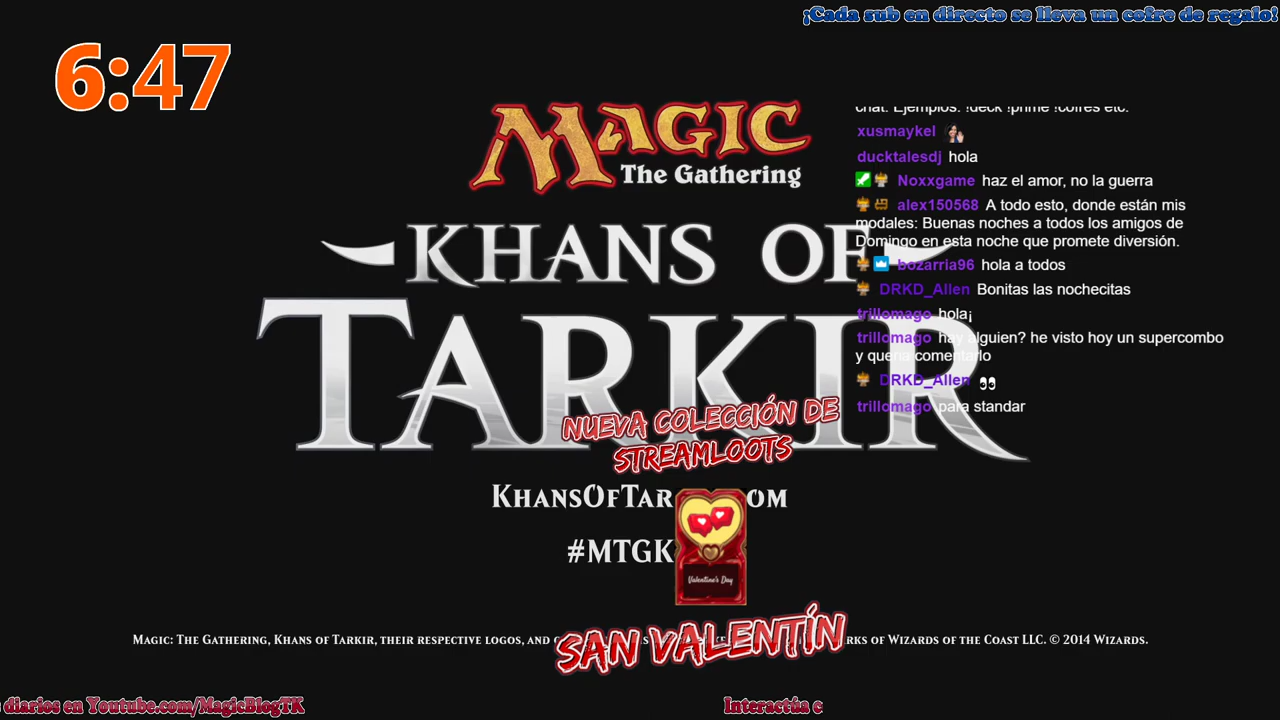 ¡Cada sub en directo se lleva un cofre de regalo!
6:47
MAGIC
The Gathering
KHANS OF
TARKIR
chat. Ejemplos: !deck !prime !cofres etc.
xusmaykel
ducktalesdj hola
Noxxgame haz el amor, no la guerra
alex150568 A todo esto, donde están mis
modales: Buenas noches a todos los amigos de
Domingo en esta noche que promete diversión.
bozarria96 hola a todos
DRKD_Allen Bonitas las nochecitas
trillomago hola¡
trillomago hay alguien? he visto hoy un supercombo
y quería comentarlo
DRKD_Allen
trillomago para standar
NUEVA COLECCIÓN DE
STREAMLOOTS
KHANSOFTAR OM
#MTGK
Valentine's Day
SAN VALENTÍN
MAGIC: THE GATHERING, KHANS OF TARKIR, THEIR RESPECTIVE LOGOS, AND OF WIZARDS OF THE COAST LLC. © 2014 WIZARDS.
diarios en Youtube.com/MagicBlogTK
Interactúa c